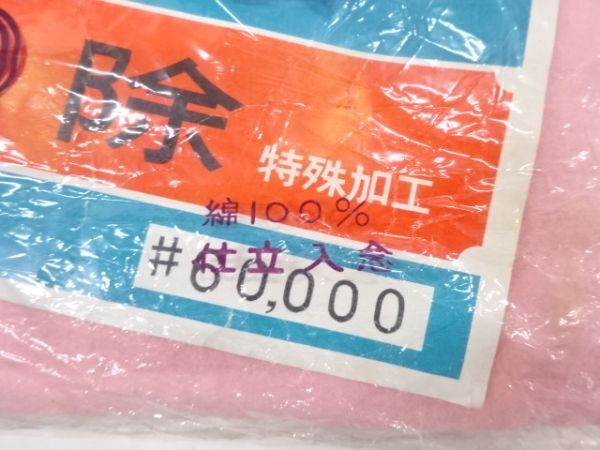 除
特殊加工
綿100%
仕立入念
#60,000